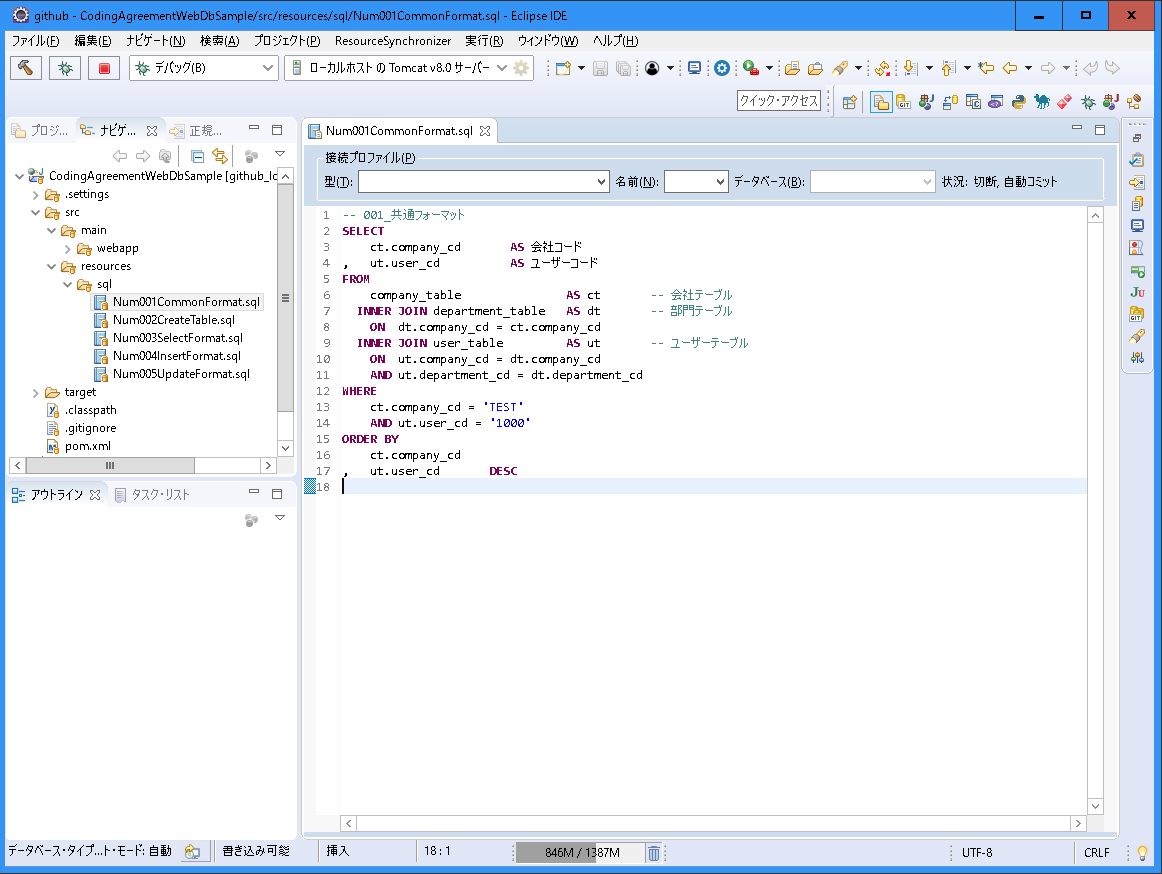 github - CodingAgreementWebDbSample/src/resources/sql/Num001CommonFormat.sql - Eclipse IDE
ファイル(F) 編集(E) ナビゲート(N) 検索(A) プロジェクト(P) ResourceSynchronizer 実行(R) ウィンドウ(W) ヘルプ(H)
デバッグ(B) ローカルホスト の Tomcat v8.0 サーバー
クイック・アクセス
プロジ... ナビゲ... 正規...
Num001CommonFormat.sql
接続プロファイル(P)
型(T): 名前(N): データベース(B): 状況: 切断, 自動コミット
CodingAgreementWebDbSample [github_lo
.settings
src
main
webapp
resources
sql
Num001CommonFormat.sql
Num002CreateTable.sql
Num003SelectFormat.sql
Num004InsertFormat.sql
Num005UpdateFormat.sql
target
.classpath
.gitignore
pom.xml
アウトライン タスク・リスト
1 -- 001_共通フォーマット
2 SELECT
3 ct.company_cd AS 会社コード
4 , ut.user_cd AS ユーザーコード
5 FROM
6 company_table AS ct -- 会社テーブル
7 INNER JOIN department_table AS dt -- 部門テーブル
8 ON dt.company_cd = ct.company_cd
9 INNER JOIN user_table AS ut -- ユーザーテーブル
10 ON ut.company_cd = dt.company_cd
11 AND ut.department_cd = dt.department_cd
12 WHERE
13 ct.company_cd = 'TEST'
14 AND ut.user_cd = '1000'
15 ORDER BY
16 ct.company_cd
17 , ut.user_cd DESC
18
データベース・タイプ...ト・モード: 自動 書き込み可能 挿入 18 : 1 846M / 1387M UTF-8 CRLF